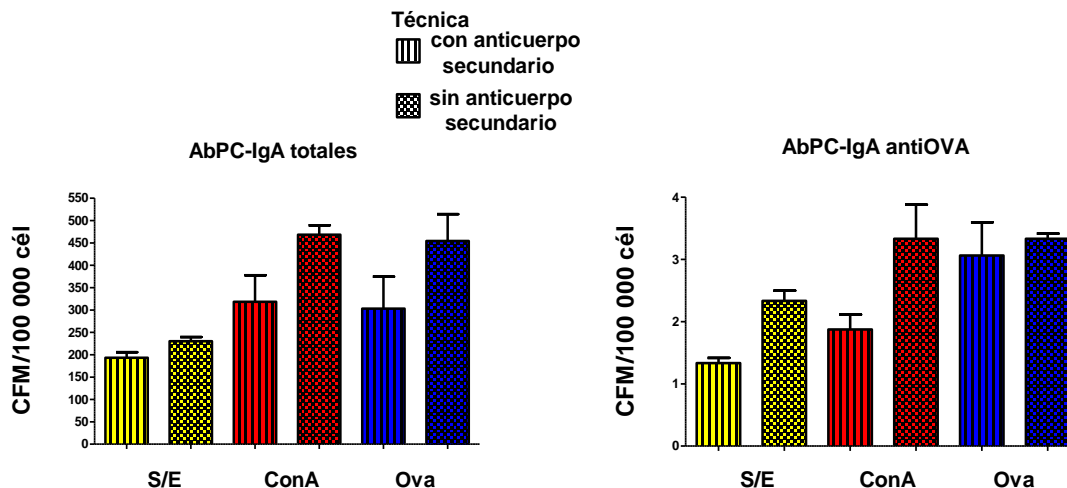 Técnica
con anticuerpo
secundario
sin anticuerpo
secundario
AbPC-IgA totales
CFM/100 000 cél
550
500
450
400
350
300
250
200
150
100
50
0
S/E
ConA
Ova
AbPC-IgA antiOVA
CFM/100 000 cél
4
3
2
1
0
S/E
ConA
Ova